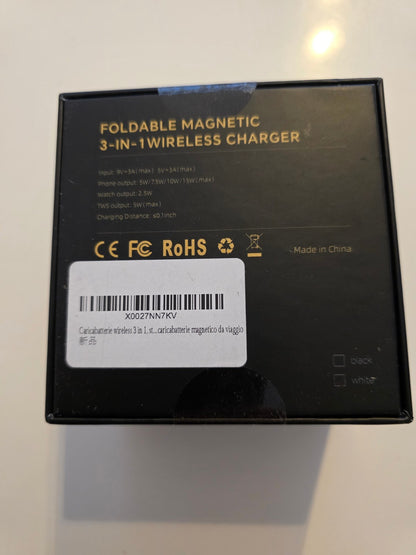 FOLDABLE MAGNETIC
3-IN-1 WIRELESS CHARGER
Input: 9V=3A(max) 5V=3A(max)
Phone output: 5W/7.5W/10W/15W(max)
Watch output: 2.5W
TWS output: 5W(max)
Charging Distance: ≤0.1inch
CE FC RoHS
Made in China
X0027NN7KV
Caricabatterie wireless 3 in 1, st...caricabatterie magnetico da viaggio
新品
black
white